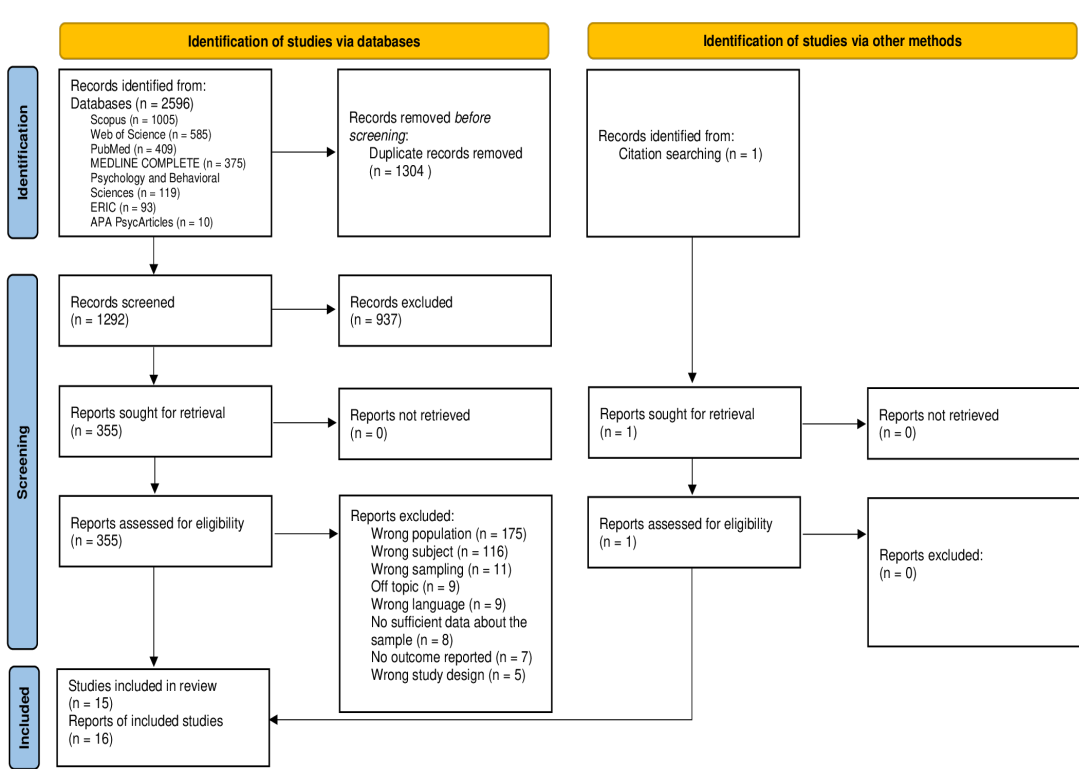 Identification of studies via databases
Identification of studies via other methods
Identification
Records identified from:
Databases (n = 2596)
Scopus (n = 1005)
Web of Science (n = 585)
PubMed (n = 409)
MEDLINE COMPLETE (n = 375)
Psychology and Behavioral
Sciences (n = 119)
ERIC (n = 93)
APA PsycArticles (n = 10)
Records removed before
screening:
Duplicate records removed
(n = 1304 )
Records identified from:
Citation searching (n = 1)
Screening
Records screened
(n = 1292)
Records excluded
(n = 937)
Reports sought for retrieval
(n = 355)
Reports not retrieved
(n = 0)
Reports sought for retrieval
(n = 1)
Reports not retrieved
(n = 0)
Reports assessed for eligibility
(n = 355)
Reports excluded:
Wrong population (n = 175)
Wrong subject (n = 116)
Wrong sampling (n = 11)
Off topic (n = 9)
Wrong language (n = 9)
No sufficient data about the
sample (n = 8)
No outcome reported (n = 7)
Wrong study design (n = 5)
Reports assessed for eligibility
(n = 1)
Reports excluded:
(n = 0)
Included
Studies included in review
(n = 15)
Reports of included studies
(n = 16)